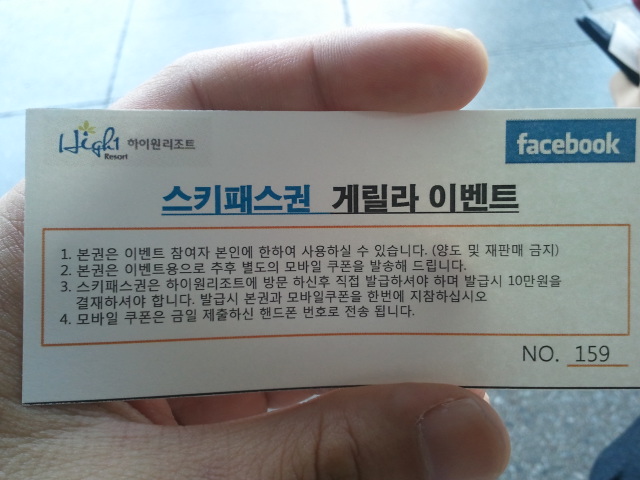 High1 하이원리조트
Resort
facebook
스키패스권 게릴라 이벤트
1. 본권은 이벤트 참여자 본인에 한하여 사용하실 수 있습니다. (양도 및 재판매 금지)
2. 본권은 이벤트용으로 추후 별도의 모바일 쿠폰을 발송해 드립니다.
3. 스키패스권은 하이원리조트에 방문 하신후 직접 발급하셔야 하며 발급시 10만원을
결재하셔야 합니다. 발급시 본권과 모바일쿠폰을 한번에 지참하십시오
4. 모바일 쿠폰은 금일 제출하신 핸드폰 번호로 전송 됩니다.
NO. 159